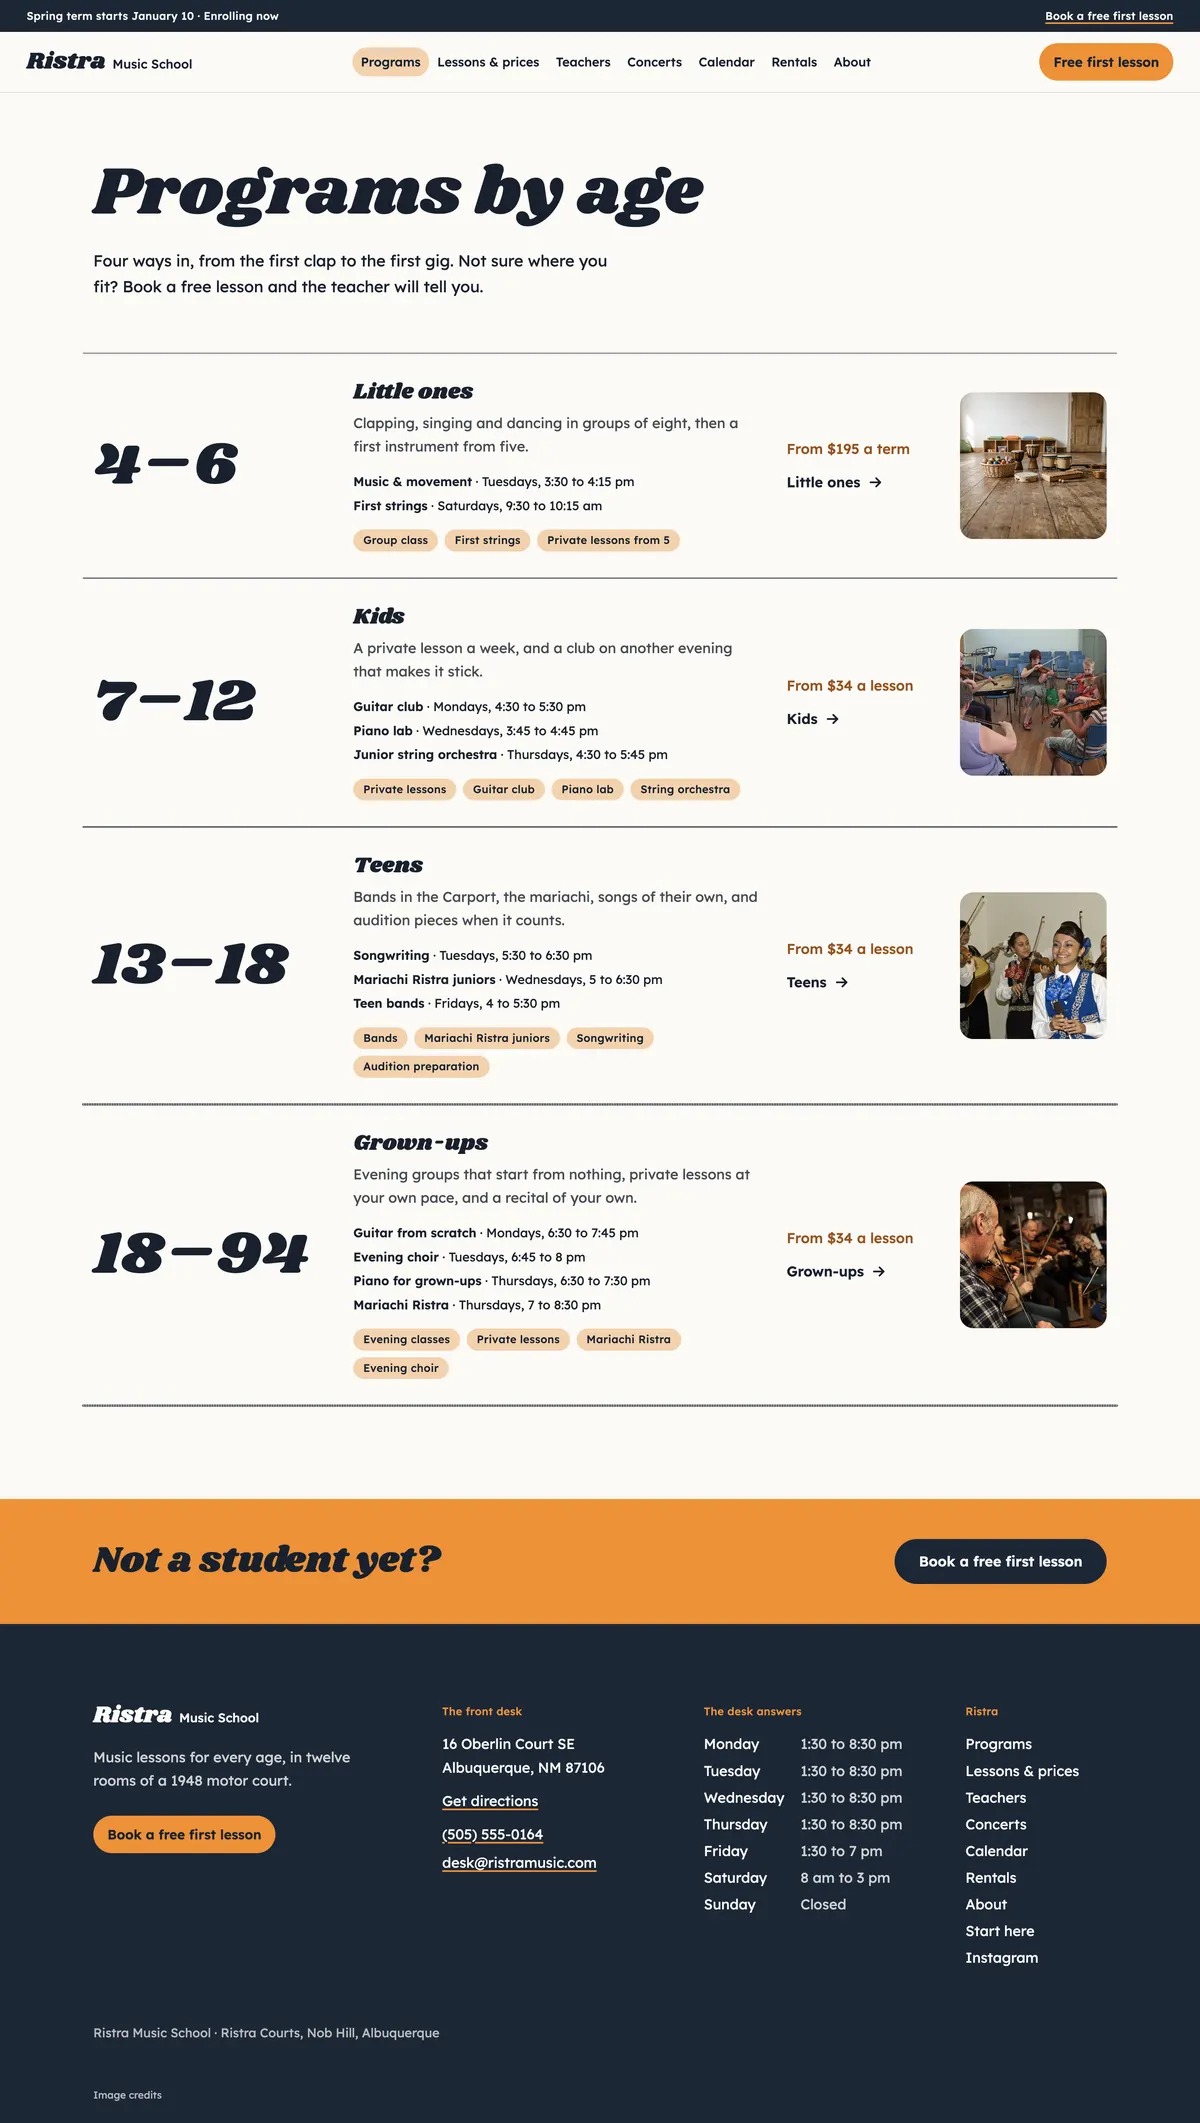 Spring term starts January 10 · Enrolling now
Book a free first lesson
Ristra Music School
Programs
Lessons & prices
Teachers
Concerts
Calendar
Rentals
About
Free first lesson
Programs by age
Four ways in, from the first clap to the first gig. Not sure where you
fit? Book a free lesson and the teacher will tell you.
4–6
Little ones
Clapping, singing and dancing in groups of eight, then a
first instrument from five.
Music & movement · Tuesdays, 3:30 to 4:15 pm
First strings · Saturdays, 9:30 to 10:15 am
Group class
First strings
Private lessons from 5
From $195 a term
Little ones →
7–12
Kids
A private lesson a week, and a club on another evening
that makes it stick.
Guitar club · Mondays, 4:30 to 5:30 pm
Piano lab · Wednesdays, 3:45 to 4:45 pm
Junior string orchestra · Thursdays, 4:30 to 5:45 pm
Private lessons
Guitar club
Piano lab
String orchestra
From $34 a lesson
Kids →
13–18
Teens
Bands in the Carport, the mariachi, songs of their own, and
audition pieces when it counts.
Songwriting · Tuesdays, 5:30 to 6:30 pm
Mariachi Ristra juniors · Wednesdays, 5 to 6:30 pm
Teen bands · Fridays, 4 to 5:30 pm
Bands
Mariachi Ristra juniors
Songwriting
Audition preparation
From $34 a lesson
Teens →
18–94
Grown-ups
Evening groups that start from nothing, private lessons at
your own pace, and a recital of your own.
Guitar from scratch · Mondays, 6:30 to 7:45 pm
Evening choir · Tuesdays, 6:45 to 8 pm
Piano for grown-ups · Thursdays, 6:30 to 7:30 pm
Mariachi Ristra · Thursdays, 7 to 8:30 pm
Evening classes
Private lessons
Mariachi Ristra
Evening choir
From $34 a lesson
Grown-ups →
Not a student yet?
Book a free first lesson
Ristra Music School
Music lessons for every age, in twelve
rooms of a 1948 motor court.
Book a free first lesson
The front desk
16 Oberlin Court SE
Albuquerque, NM 87106
Get directions
(505) 555-0164
desk@ristramusic.com
The desk answers
Monday 1:30 to 8:30 pm
Tuesday 1:30 to 8:30 pm
Wednesday 1:30 to 8:30 pm
Thursday 1:30 to 8:30 pm
Friday 1:30 to 7 pm
Saturday 8 am to 3 pm
Sunday Closed
Ristra
Programs
Lessons & prices
Teachers
Concerts
Calendar
Rentals
About
Start here
Instagram
Ristra Music School · Ristra Courts, Nob Hill, Albuquerque
Image credits